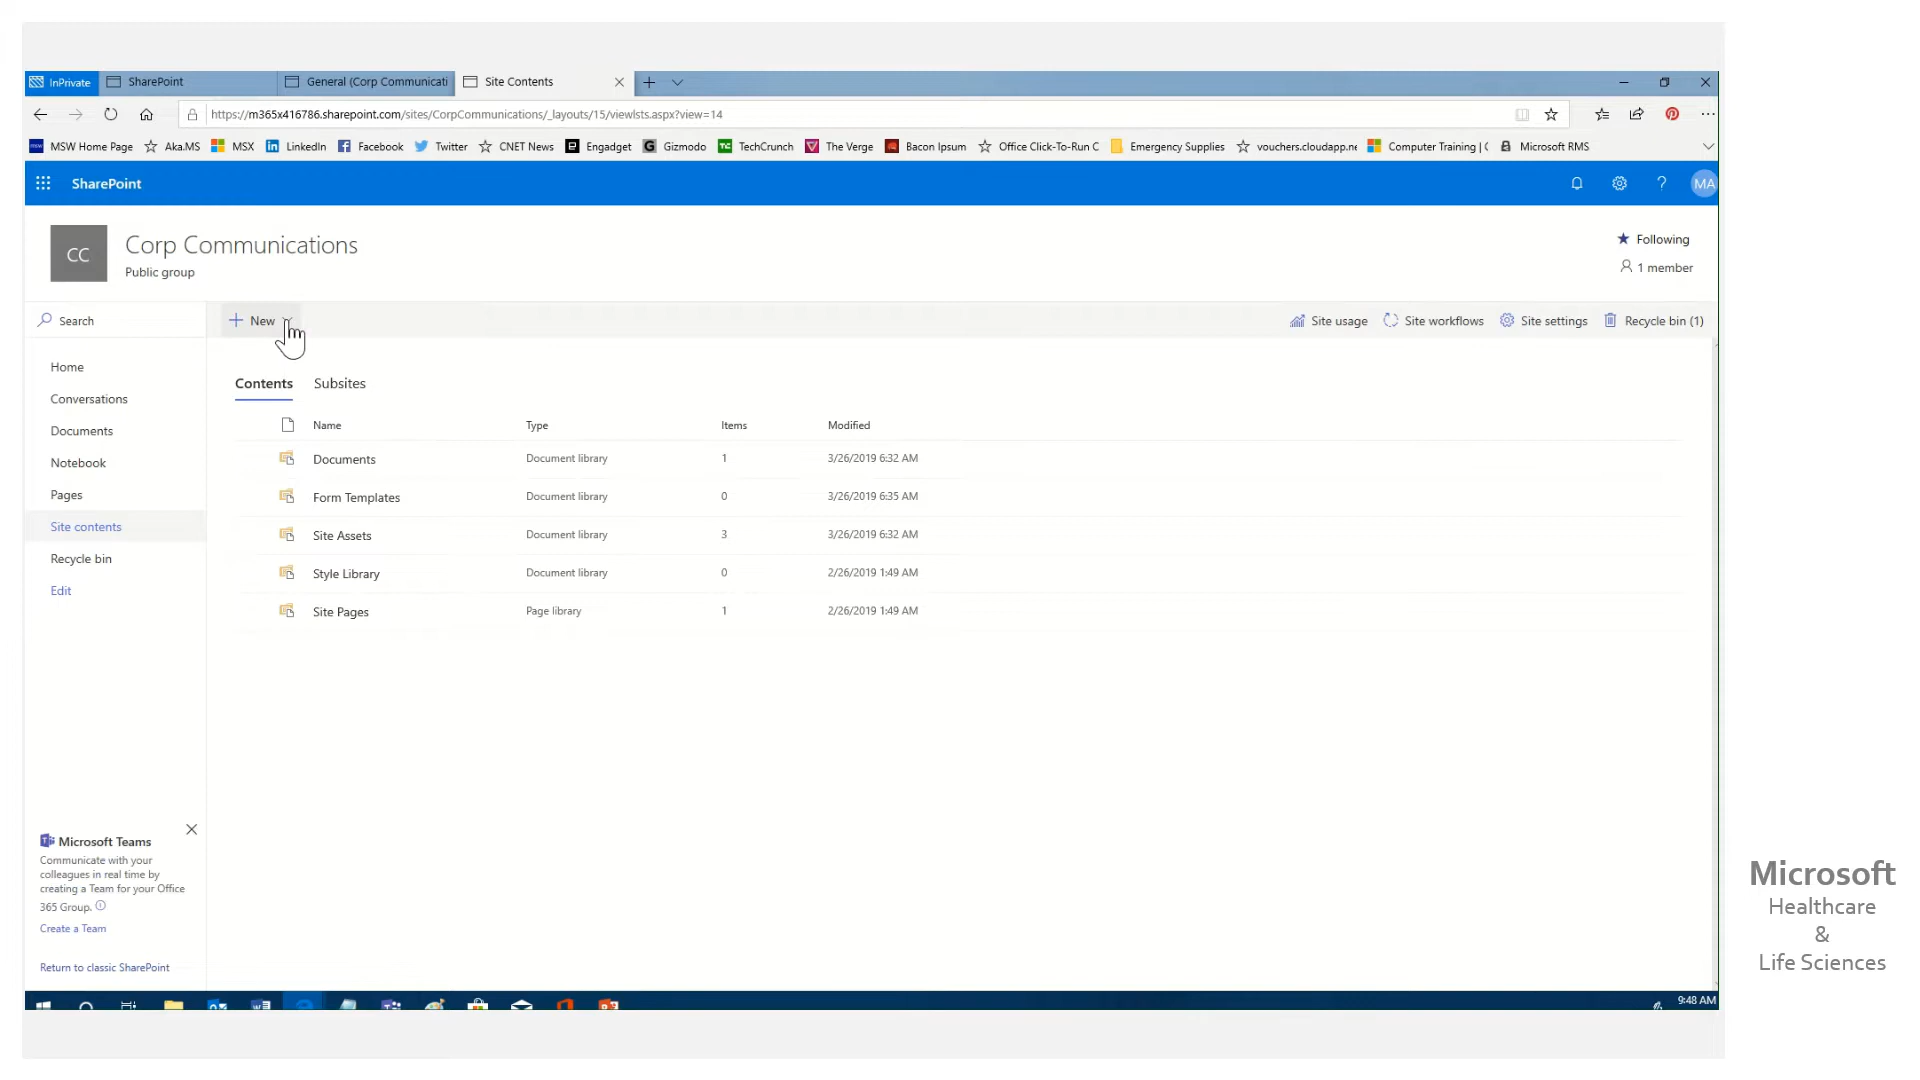 InPrivate SharePoint General (Corp Communicati Site Contents
https://m365x416786.sharepoint.com/sites/CorpCommunications/_layouts/15/viewlsts.aspx?view=14
MSW Home Page Aka.MS MSX LinkedIn Facebook Twitter CNET News Engadget Gizmodo TechCrunch The Verge Bacon Ipsum Office Click-To-Run C Emergency Supplies vouchers.cloudapp.ne Computer Training | ( Microsoft RMS
SharePoint ? MA
CC
Corp Communications
Public group
Following
1 member
Search
New
Site usage Site workflows Site settings Recycle bin (1)
Home
Conversations
Documents
Notebook
Pages
Site contents
Recycle bin
Edit
Contents Subsites
Name Type Items Modified
Documents Document library 1 3/26/2019 6:32 AM
Form Templates Document library 0 3/26/2019 6:35 AM
Site Assets Document library 3 3/26/2019 6:32 AM
Style Library Document library 0 2/26/2019 1:49 AM
Site Pages Page library 1 2/26/2019 1:49 AM
Microsoft Teams
Communicate with your
colleagues in real time by
creating a Team for your Office
365 Group.
Create a Team
Return to classic SharePoint
9:48 AM
Microsoft
Healthcare
&
Life Sciences